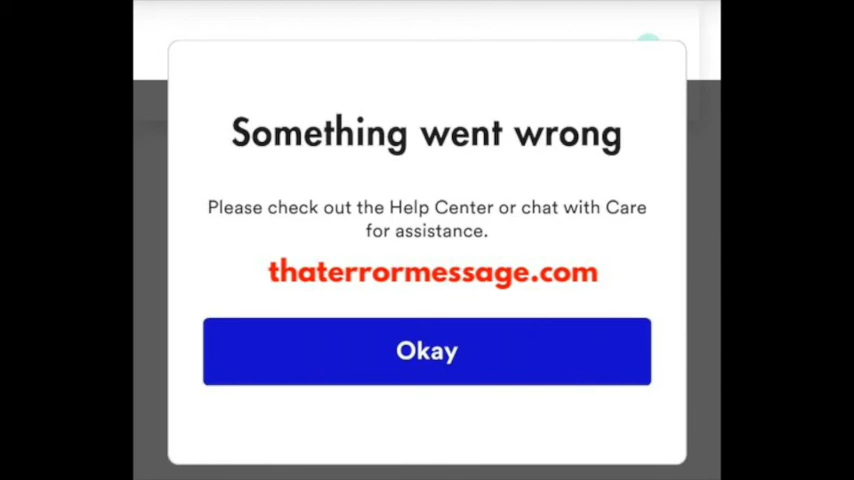 Something went wrong
Please check out the Help Center or chat with Care
for assistance.
thaterrormessage.com
Okay